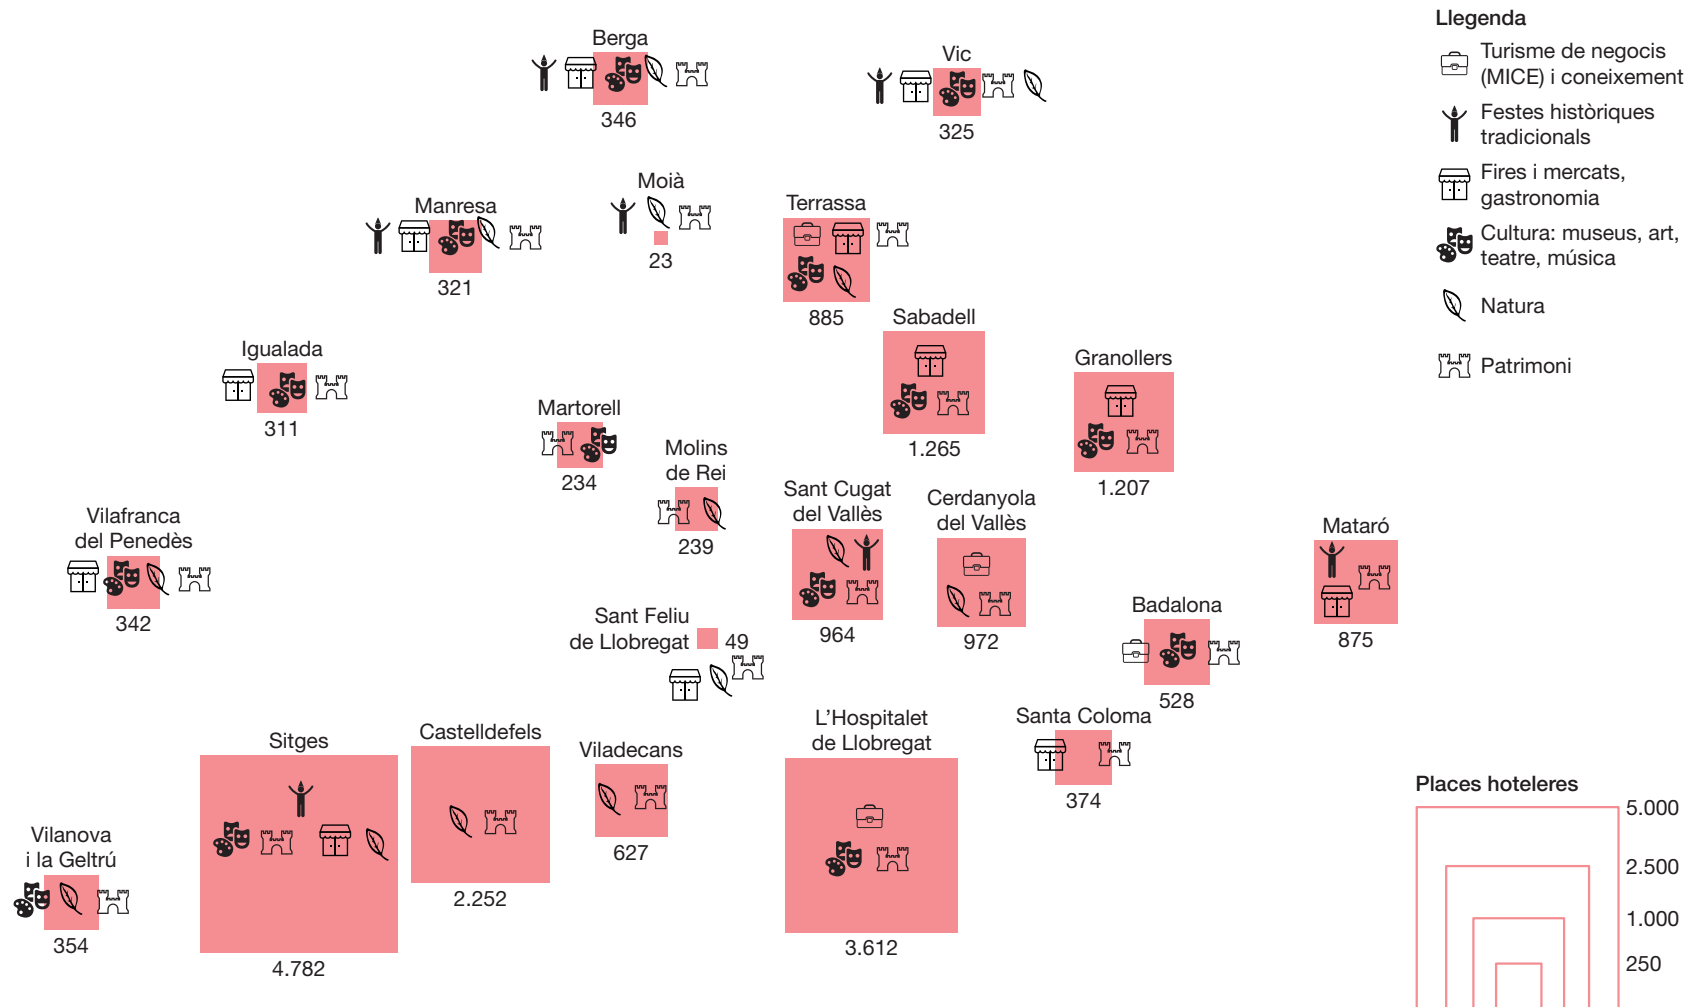 Berga
346
Vic
325
Manresa
321
Moià
23
Terrassa
885
Sabadell
1.265
Granollers
1.207
Igualada
311
Martorell
234
Molins
de Rei
239
Sant Cugat
del Vallès
964
Cerdanyola
del Vallès
972
Mataró
875
Vilafranca
del Penedès
342
Sant Feliu
de Llobregat
49
Badalona
528
Santa Coloma
374
L’Hospitalet
de Llobregat
3.612
Viladecans
627
Castelldefels
2.252
Sitges
4.782
Vilanova
i la Geltrú
354
Llegenda
Turisme de negocis
(MICE) i coneixement
Festes històriques
tradicionals
Fires i mercats,
gastronomia
Cultura: museus, art,
teatre, música
Natura
Patrimoni
Places hoteleres
5.000
2.500
1.000
250